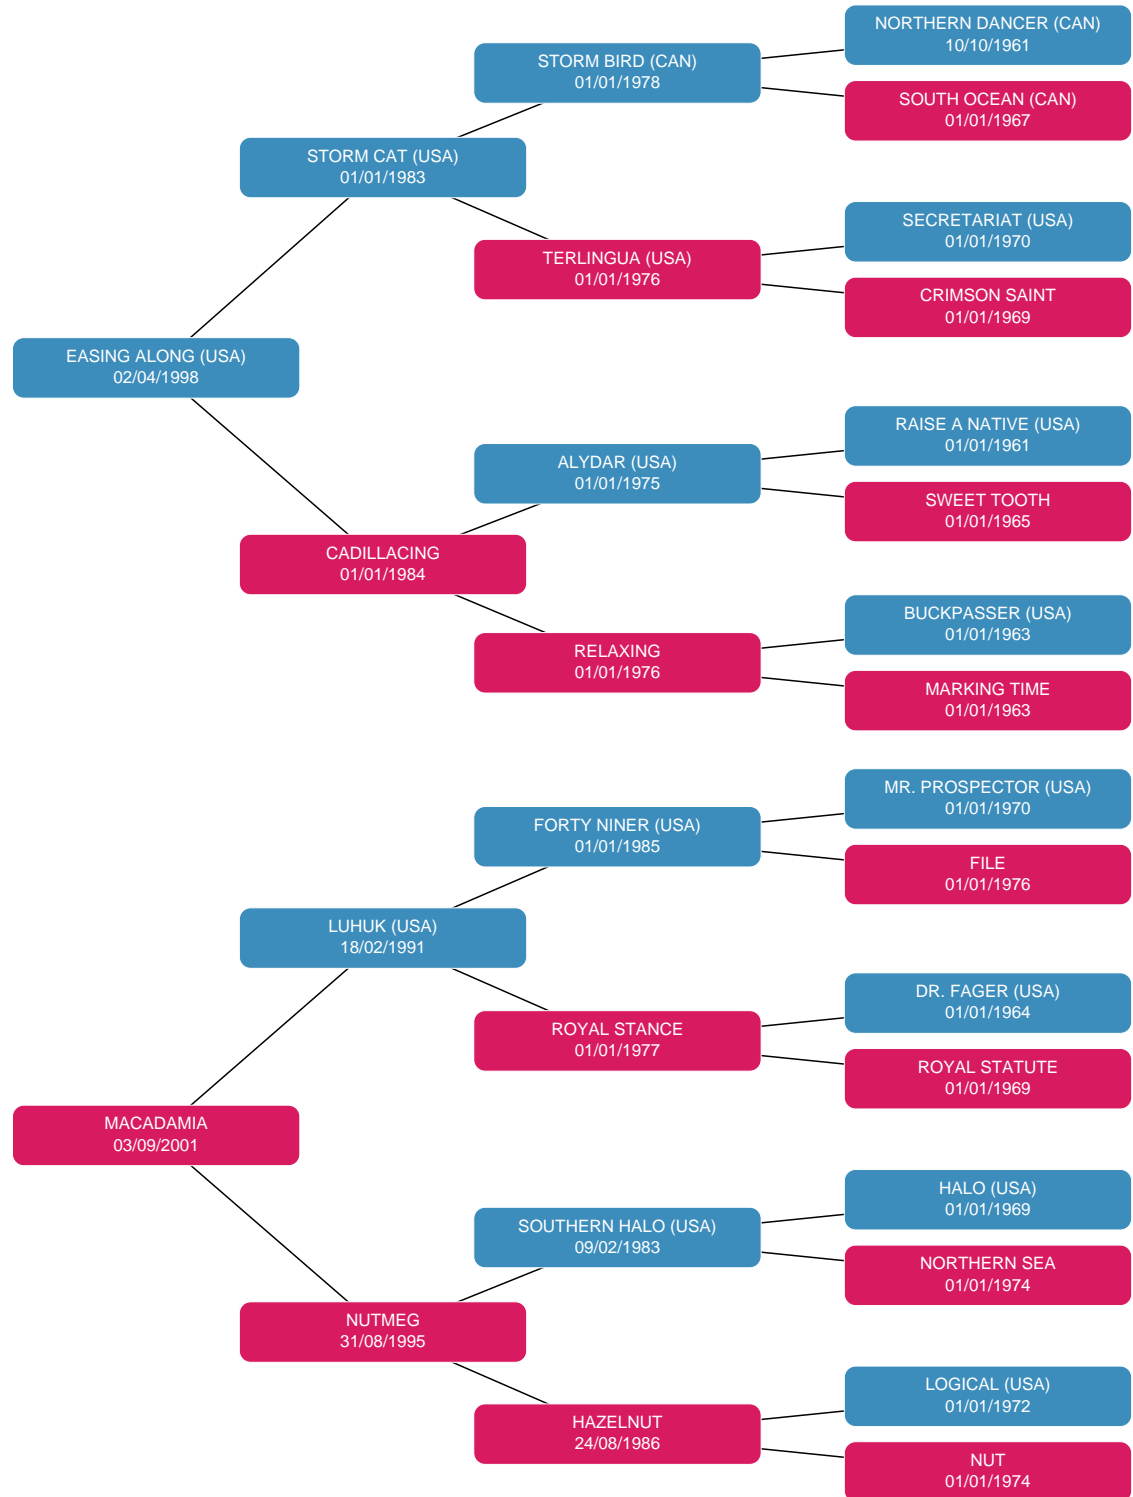 NORTHERN DANCER (CAN)
10/10/1961
STORM BIRD (CAN)
01/01/1978
SOUTH OCEAN (CAN)
01/01/1967
STORM CAT (USA)
01/01/1983
SECRETARIAT (USA)
01/01/1970
TERLINGUA (USA)
01/01/1976
CRIMSON SAINT
01/01/1969
EASING ALONG (USA)
02/04/1998
RAISE A NATIVE (USA)
01/01/1961
ALYDAR (USA)
01/01/1975
SWEET TOOTH
01/01/1965
CADILLACING
01/01/1984
BUCKPASSER (USA)
01/01/1963
RELAXING
01/01/1976
MARKING TIME
01/01/1963
MR. PROSPECTOR (USA)
01/01/1970
FORTY NINER (USA)
01/01/1985
FILE
01/01/1976
LUHUK (USA)
18/02/1991
DR. FAGER (USA)
01/01/1964
ROYAL STANCE
01/01/1977
ROYAL STATUTE
01/01/1969
MACADAMIA
03/09/2001
HALO (USA)
01/01/1969
SOUTHERN HALO (USA)
09/02/1983
NORTHERN SEA
01/01/1974
NUTMEG
31/08/1995
LOGICAL (USA)
01/01/1972
HAZELNUT
24/08/1986
NUT
01/01/1974